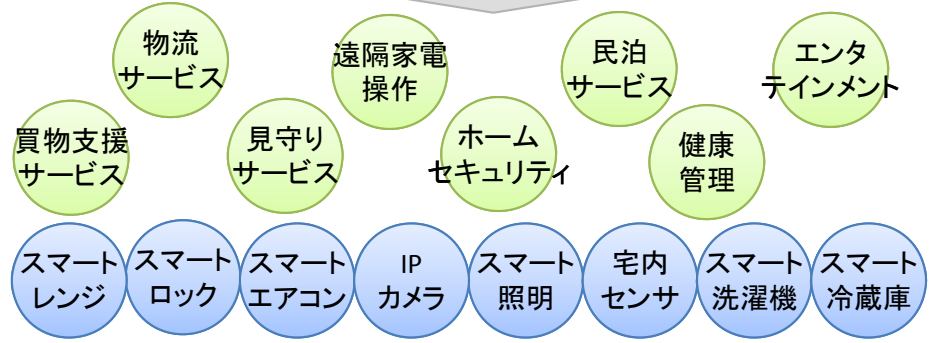 物流
サービス
遠隔家電
操作
民泊
サービス
エンタ
テインメント
買物支援
サービス
見守り
サービス
ホーム
セキュリティ
健康
管理
スマート
レンジ
スマート
ロック
スマート
エアコン
IP
カメラ
スマート
照明
宅内
センサ
スマート
洗濯機
スマート
冷蔵庫